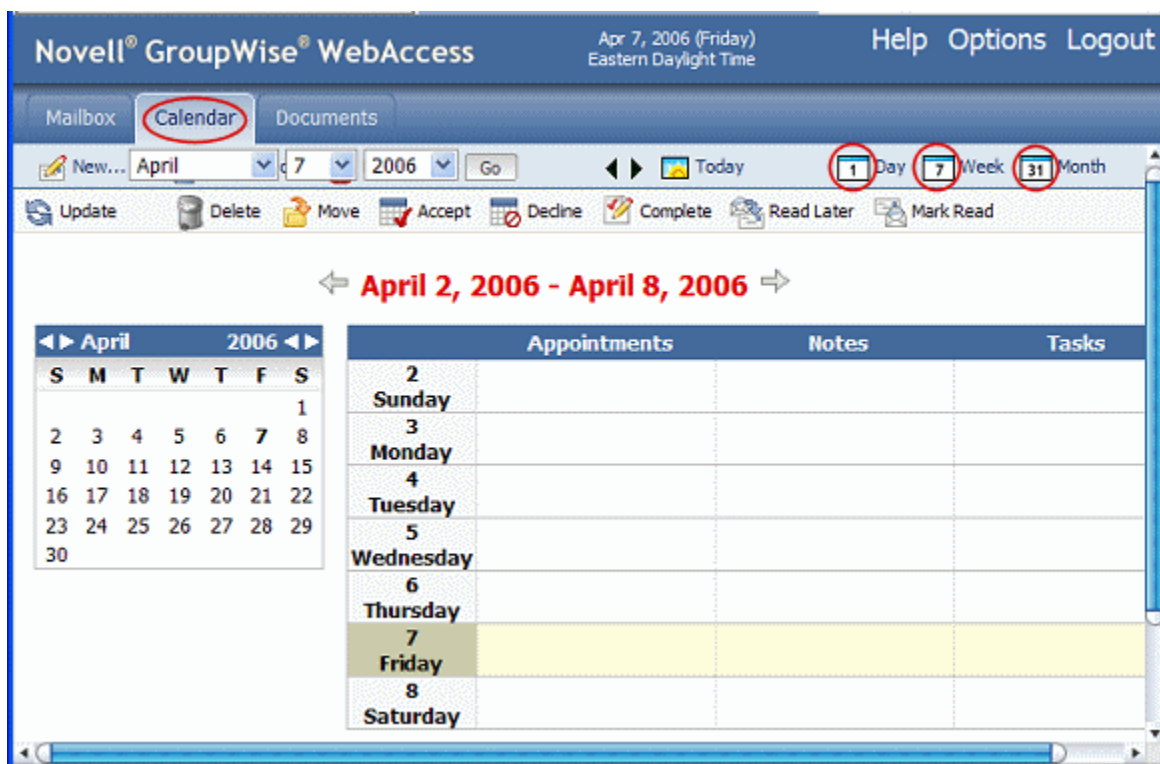 Novell® GroupWise® WebAccess
Apr 7, 2006 (Friday)
Eastern Daylight Time
Help Options Logout
Mailbox Calendar Documents
New... April 7 2006 Go Today 1 Day 7 Week 31 Month
Update Delete Move Accept Decline Complete Read Later Mark Read
April 2, 2006 - April 8, 2006
April 2006
S M T W T F S
1
2 3 4 5 6 7 8
9 10 11 12 13 14 15
16 17 18 19 20 21 22
23 24 25 26 27 28 29
30
Appointments Notes Tasks
2
Sunday
3
Monday
4
Tuesday
5
Wednesday
6
Thursday
7
Friday
8
Saturday